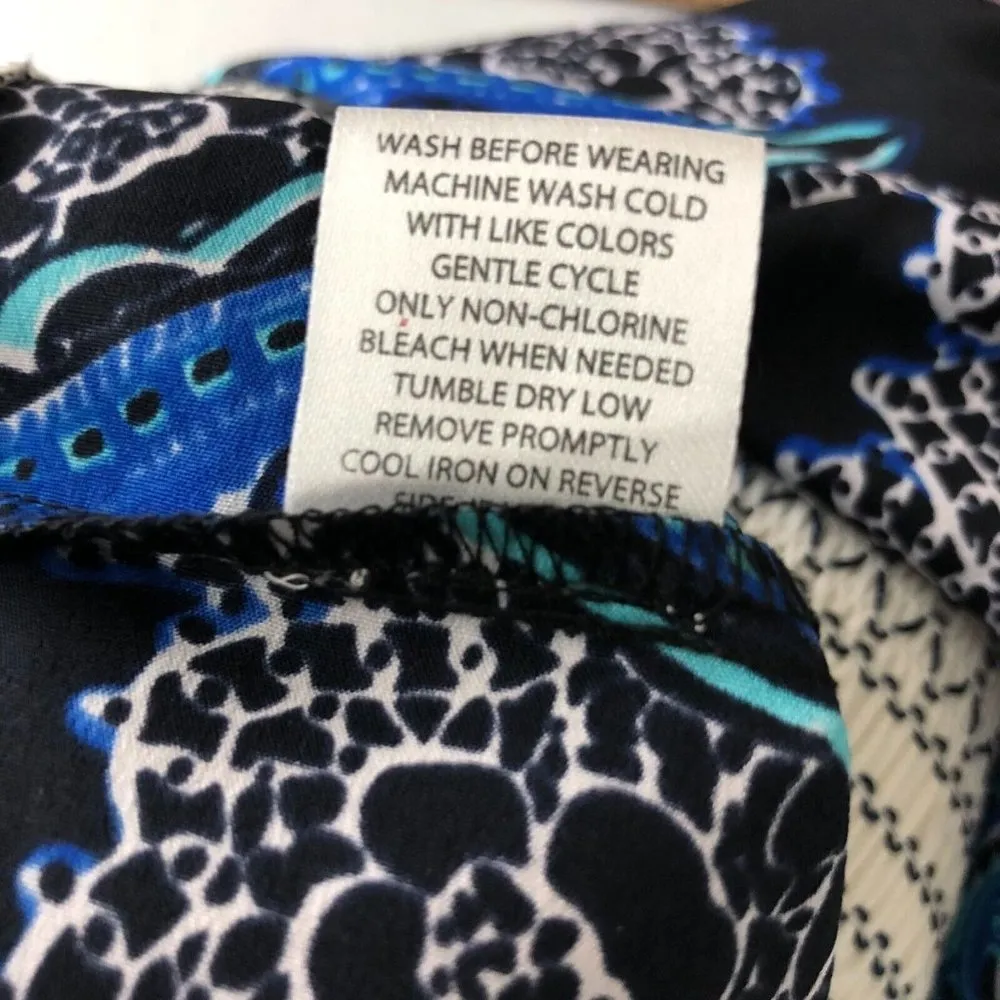 WASH BEFORE WEARING
MACHINE WASH COLD
WITH LIKE COLORS
GENTLE CYCLE
ONLY NON-CHLORINE
BLEACH WHEN NEEDED
TUMBLE DRY LOW
REMOVE PROMPTLY
COOL IRON ON REVERSE
SIDE